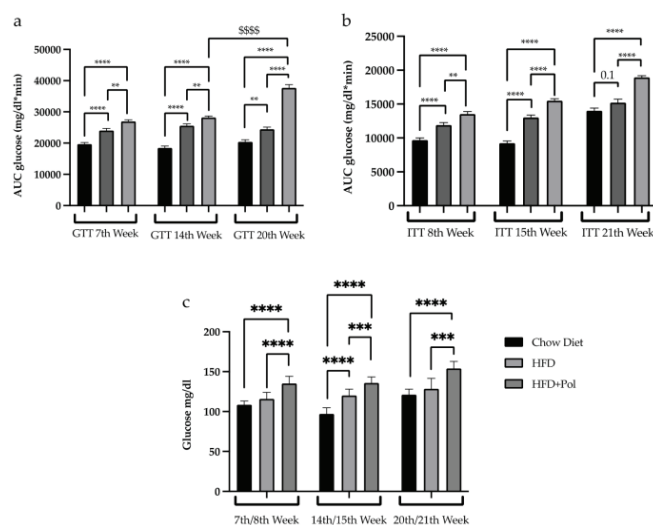 a
$$$$
**** **** ****
**** ** **** ** ** ****
AUC glucose (mg/dl*min)
50000
40000
30000
20000
10000
0
GTT 7th Week GTT 14th Week GTT 20th Week
b
**** **** ****
**** ** **** **** 0.1 ****
AUC glucose (mg/dl*min)
25000
20000
15000
10000
5000
0
ITT 8th Week ITT 15th Week ITT 21th Week
c
**** **** ****
**** **** *** ***
Glucose mg/dl
200
150
100
50
0
7th/8th Week 14th/15th Week 20th/21th Week
Chow Diet
HFD
HFD+Pol